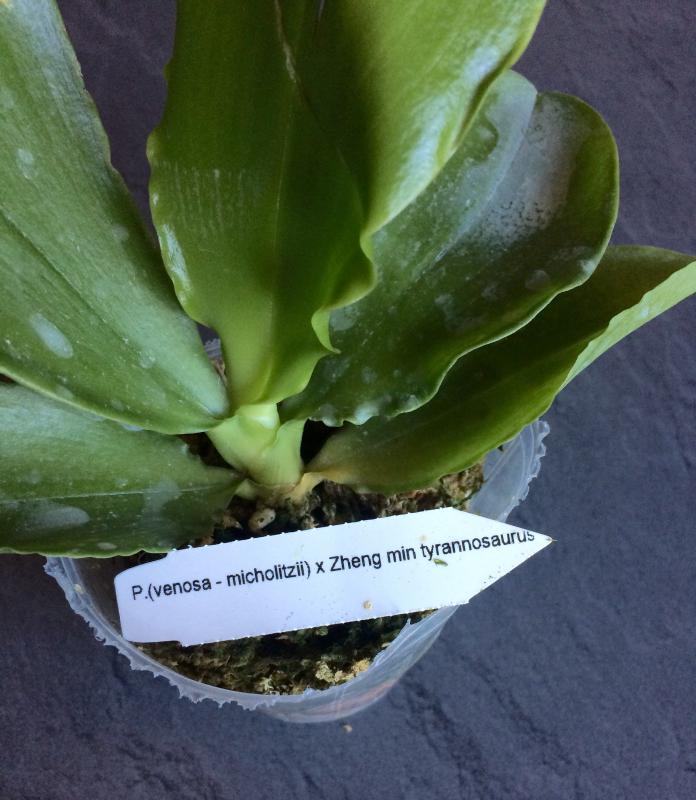 P.(venosa - micholitzii) x Zheng min tyrannosaurus